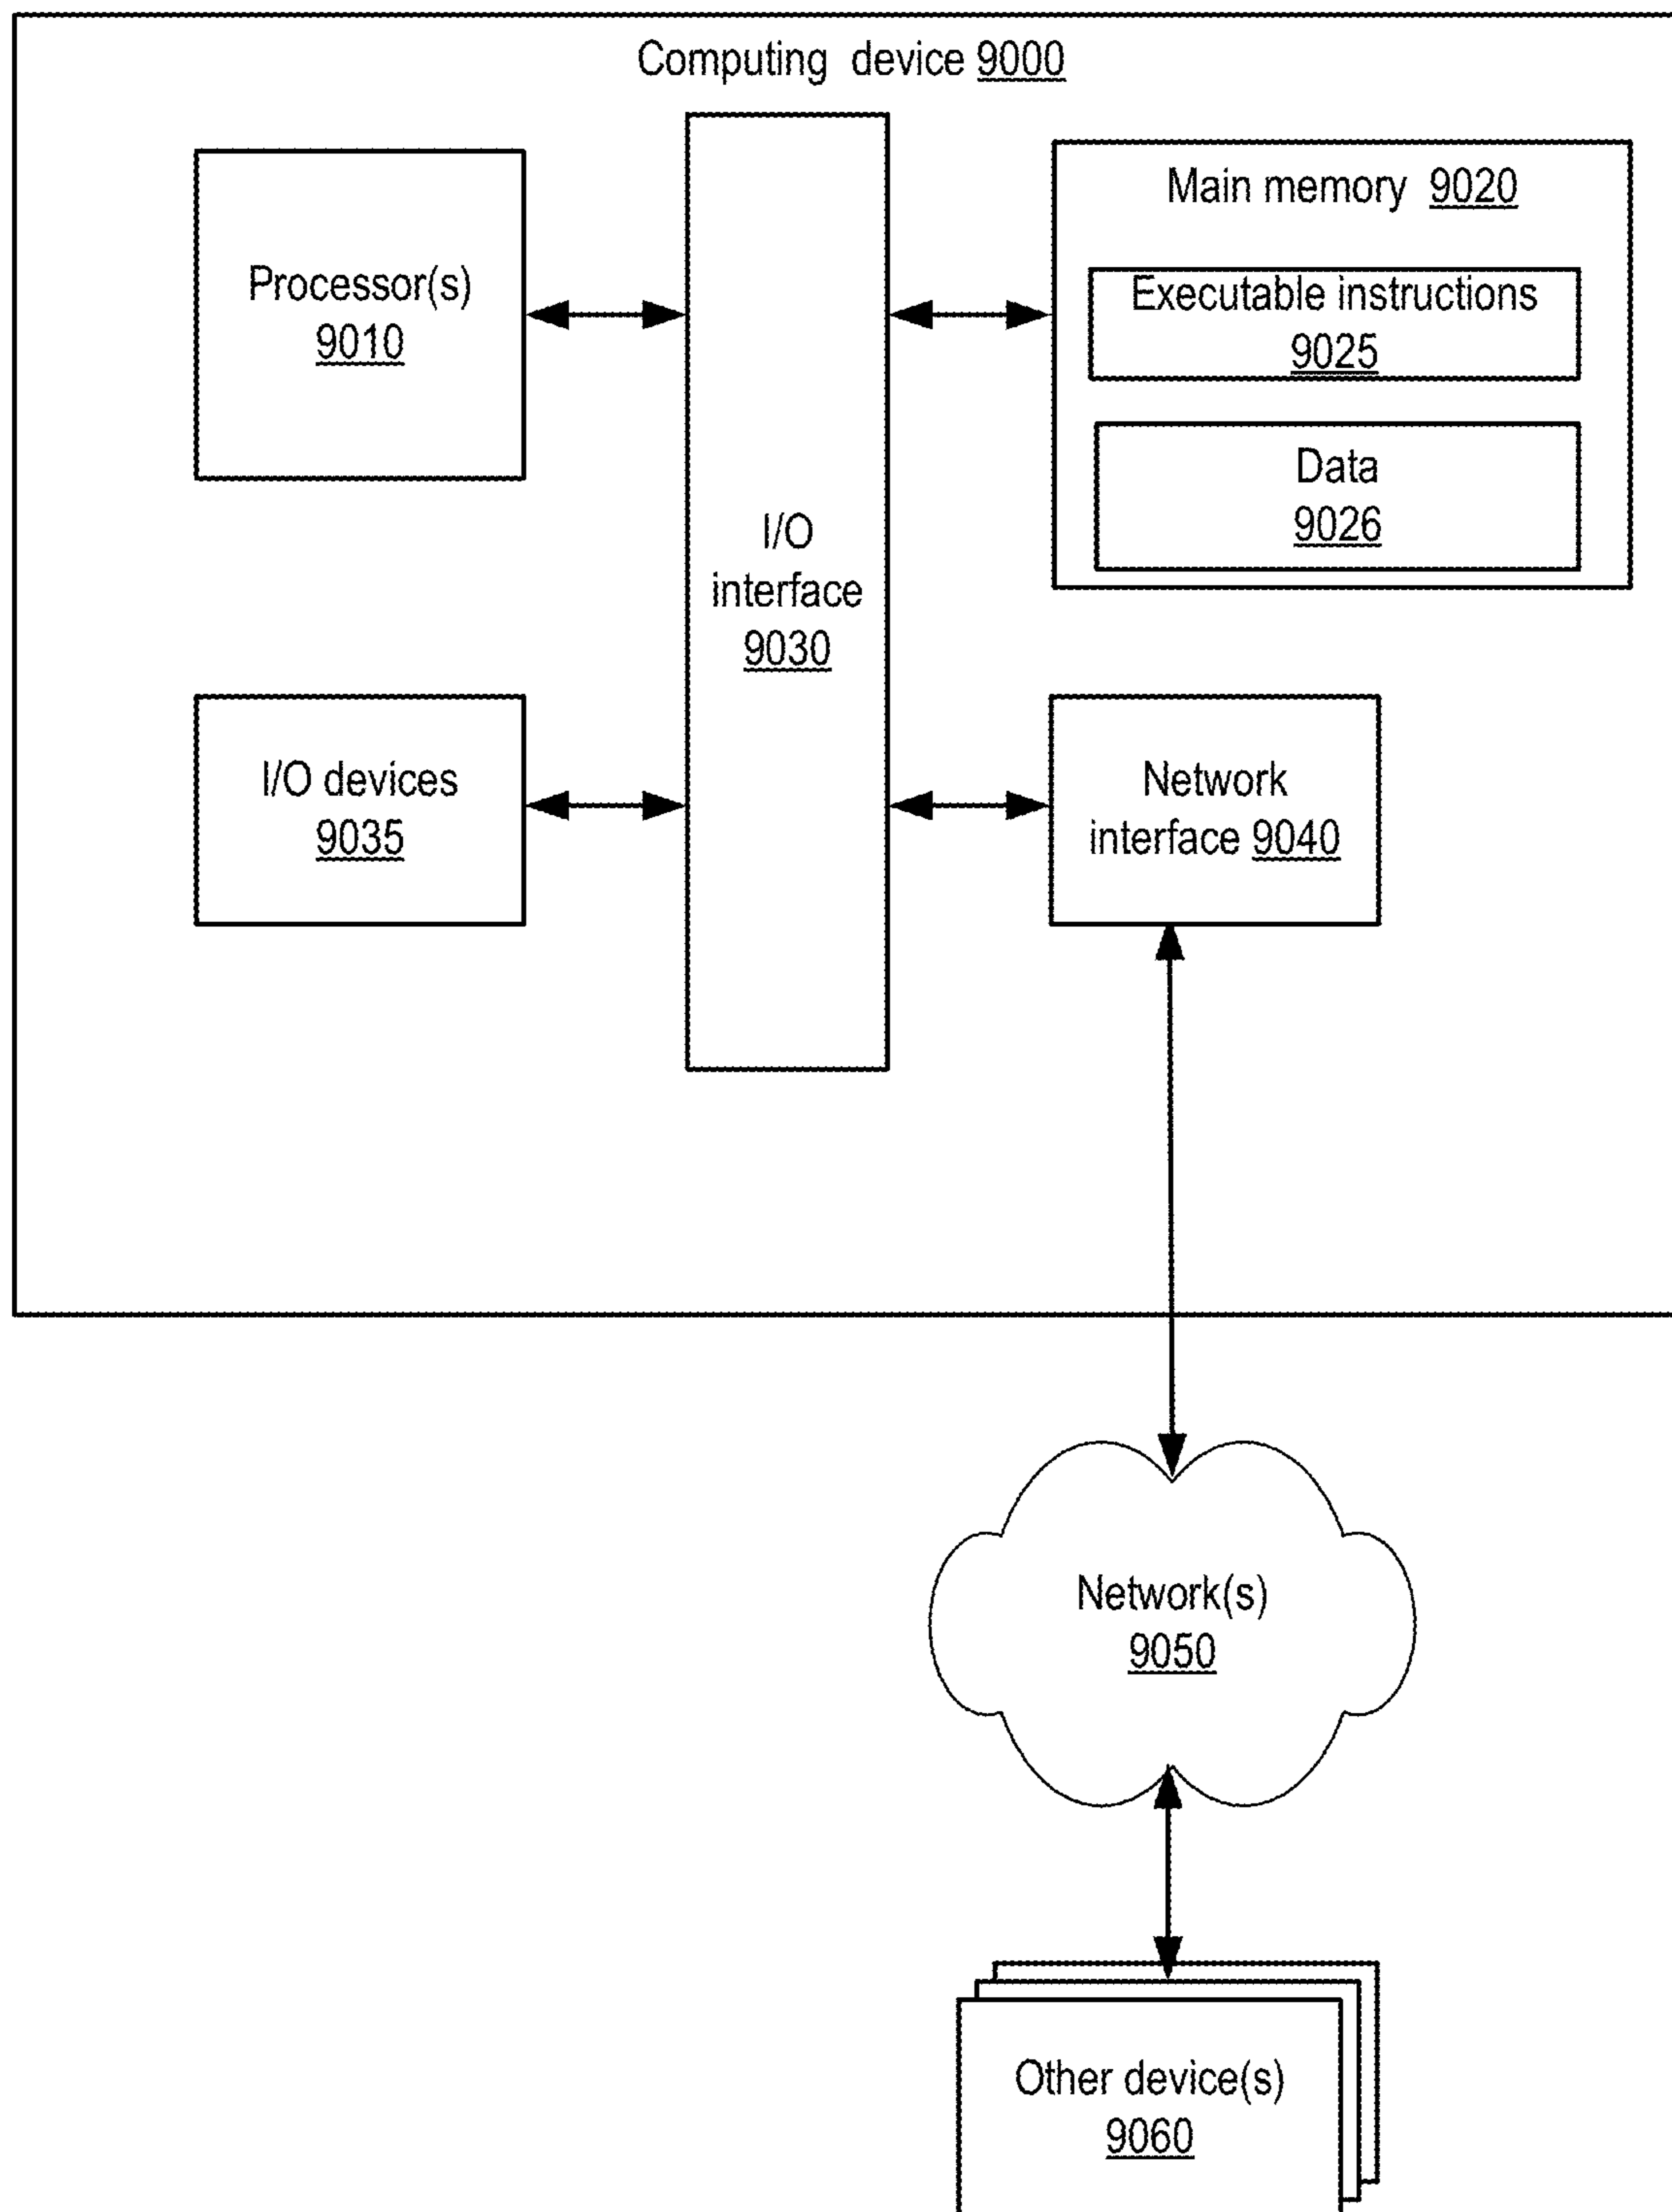 Computing device 9000
Processor(s)
9010
I/O
interface
9030
Main memory 9020
Executable instructions
9025
Data
9026
I/O devices
9035
Network
interface 9040
Network(s)
9050
Other device(s)
9060